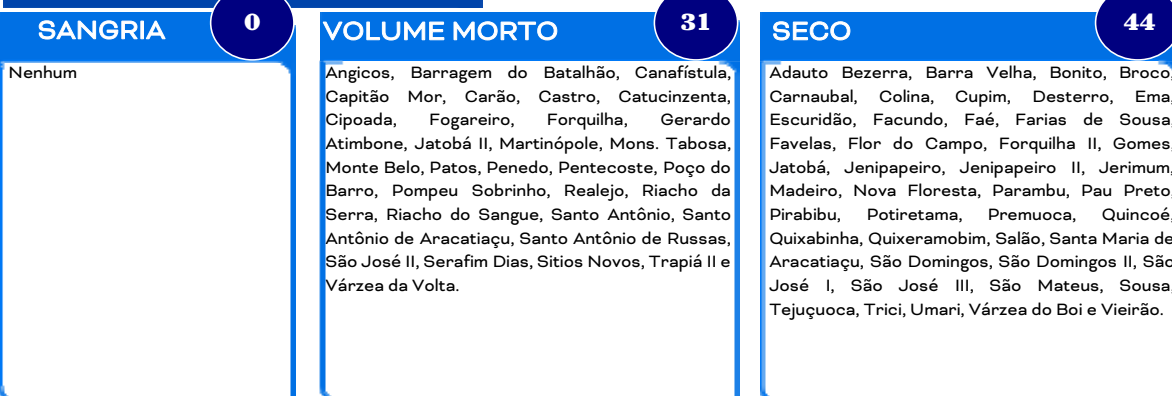 SANGRIA
0
Nenhum
VOLUME MORTO
31
Angicos, Barragem do Batalhão, Canafístula,
Capitão Mor, Carão, Castro, Catucinzenta,
Cipoada, Fogareiro, Forquilha, Gerardo
Atimbone, Jatobá II, Martinópole, Mons. Tabosa,
Monte Belo, Patos, Penedo, Pentecoste, Poço do
Barro, Pompeu Sobrinho, Realejo, Riacho da
Serra, Riacho do Sangue, Santo Antônio, Santo
Antônio de Aracatiaçu, Santo Antônio de Russas,
São José II, Serafim Dias, Sitios Novos, Trapiá II e
Várzea da Volta.
SECO
44
Adauto Bezerra, Barra Velha, Bonito, Broco,
Carnaubal, Colina, Cupim, Desterro, Ema,
Escuridão, Facundo, Faé, Farias de Sousa,
Favelas, Flor do Campo, Forquilha II, Gomes,
Jatobá, Jenipapeiro, Jenipapeiro II, Jerimum,
Madeiro, Nova Floresta, Parambu, Pau Preto,
Pirabibu, Potiretama, Premuoca, Quincoé,
Quixabinha, Quixeramobim, Salão, Santa Maria de
Aracatiaçu, São Domingos, São Domingos II, São
José I, São José III, São Mateus, Sousa,
Tejuçuoca, Trici, Umari, Várzea do Boi e Vieirão.